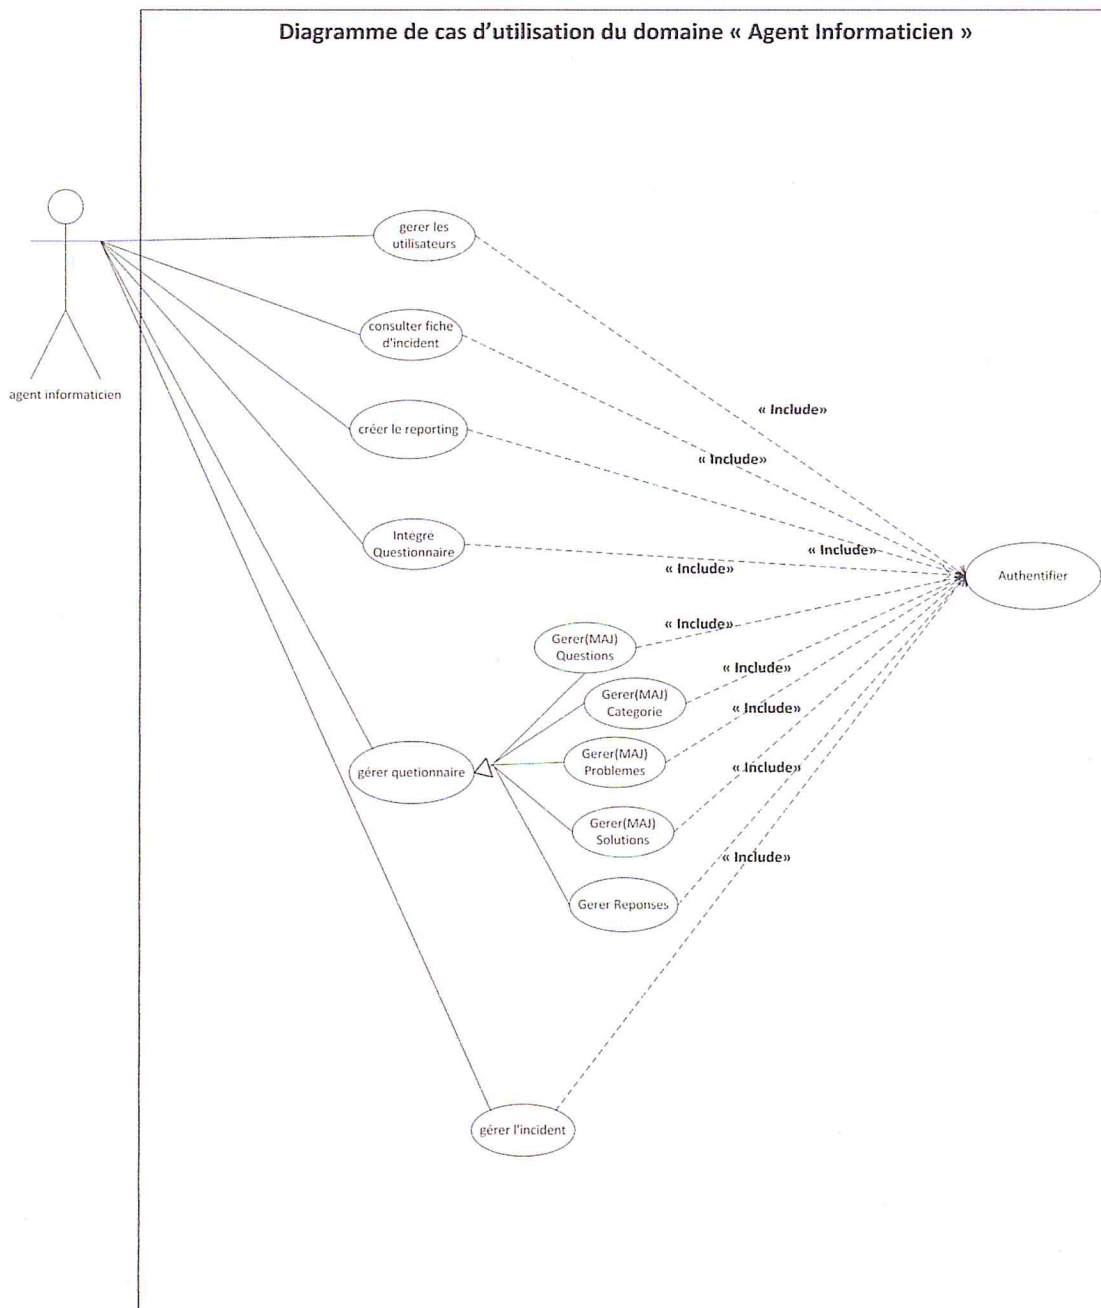 Diagramme de cas d'utilisation du domaine « Agent Informaticien »
gerer les
utilisateurs
consulter fiche
d'incident
agent informaticien
« Include»
créer le reporting
« Include»
Intégré
Questionnaire
« Include»
« Include»
Authentifier
Gerer(MAJ)
Questions
« Include»
« Include»
Gerer(MAJ)
Categorie
« Include»
Gerer(MAJ)
Problemes
gérer quetionnaire
« Include»
Gerer(MAJ)
Solutions
« Include»
Gerer Reponses
gérer l'incident